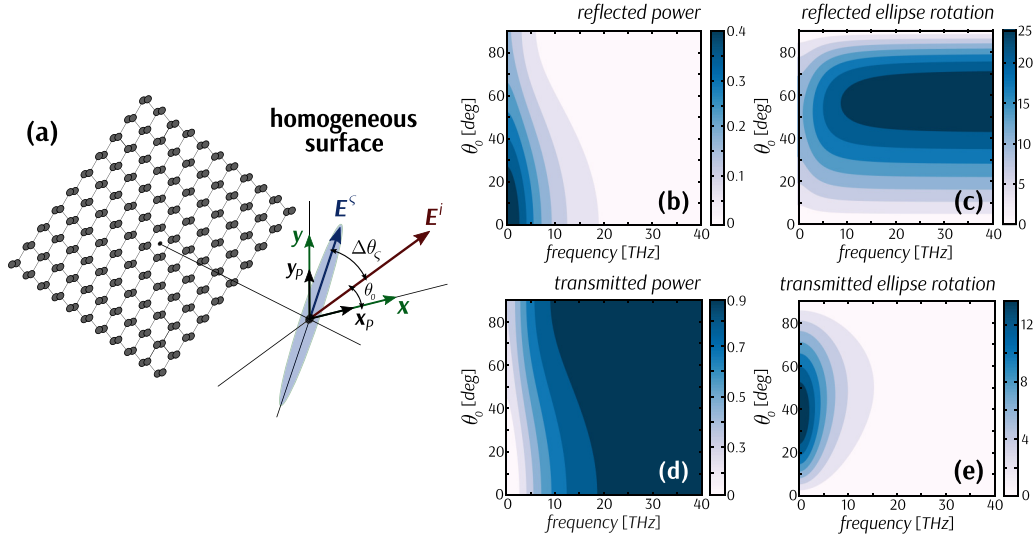 (a)
homogeneous
surface
E^ς
E^i
y
Δθ_ς
y_p
θ_0
x
x_p
reflected power
80
60
40
20
0
θ_0 [deg]
0 10 20 30 40
frequency [THz]
(b)
0.4
0.3
0.2
0.1
0
reflected ellipse rotation
80
60
40
20
0
θ_0 [deg]
0 10 20 30 40
frequency [THz]
(c)
25
20
15
10
5
0
transmitted power
80
60
40
20
0
θ_0 [deg]
0 10 20 30 40
frequency [THz]
(d)
0.9
0.7
0.5
0.3
0.1
0
transmitted ellipse rotation
80
60
40
20
0
θ_0 [deg]
0 10 20 30 40
frequency [THz]
(e)
12
8
4
0